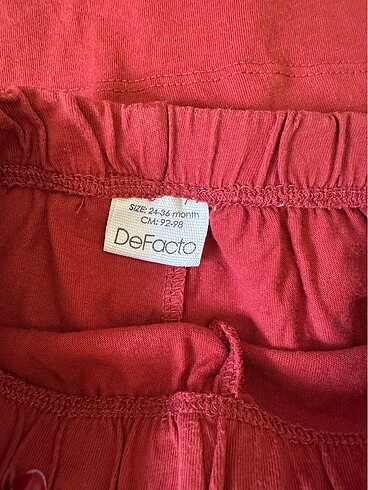 SIZE: 24-36 month
CM: 92-98
DeFacto